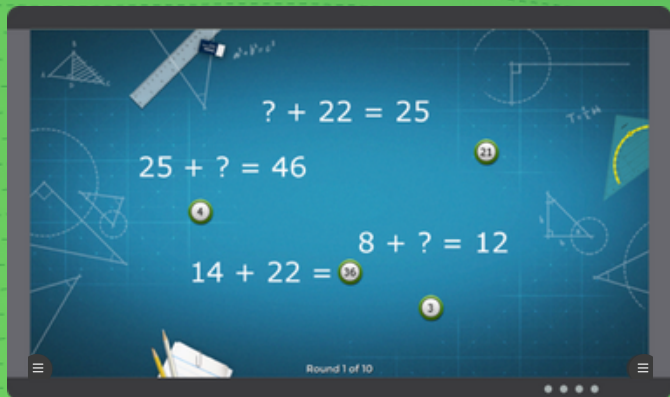 ? + 22 = 25
21
25 + ? = 46
4
8 + ? = 12
14 + 22 = 36
3
Round 1 of 10